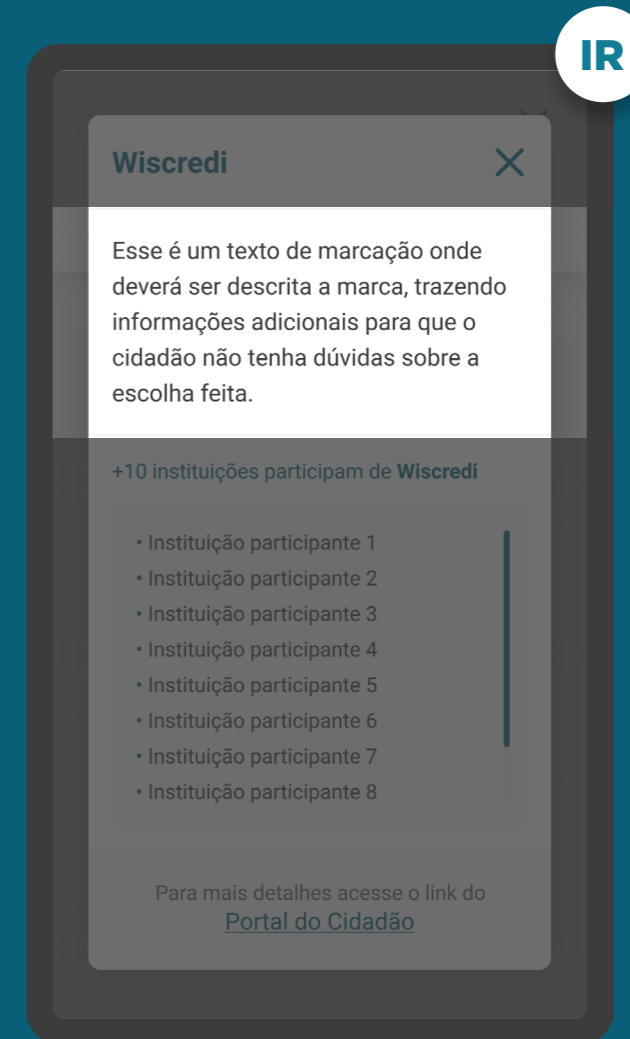 IR
Wiscredi
Esse é um texto de marcação onde
deverá ser descrita a marca, trazendo
informações adicionais para que o
cidadão não tenha dúvidas sobre a
escolha feita.
+10 instituições participam de Wiscredi
• Instituição participante 1
• Instituição participante 2
• Instituição participante 3
• Instituição participante 4
• Instituição participante 5
• Instituição participante 6
• Instituição participante 7
• Instituição participante 8
Para mais detalhes acesse o link do
Portal do Cidadão